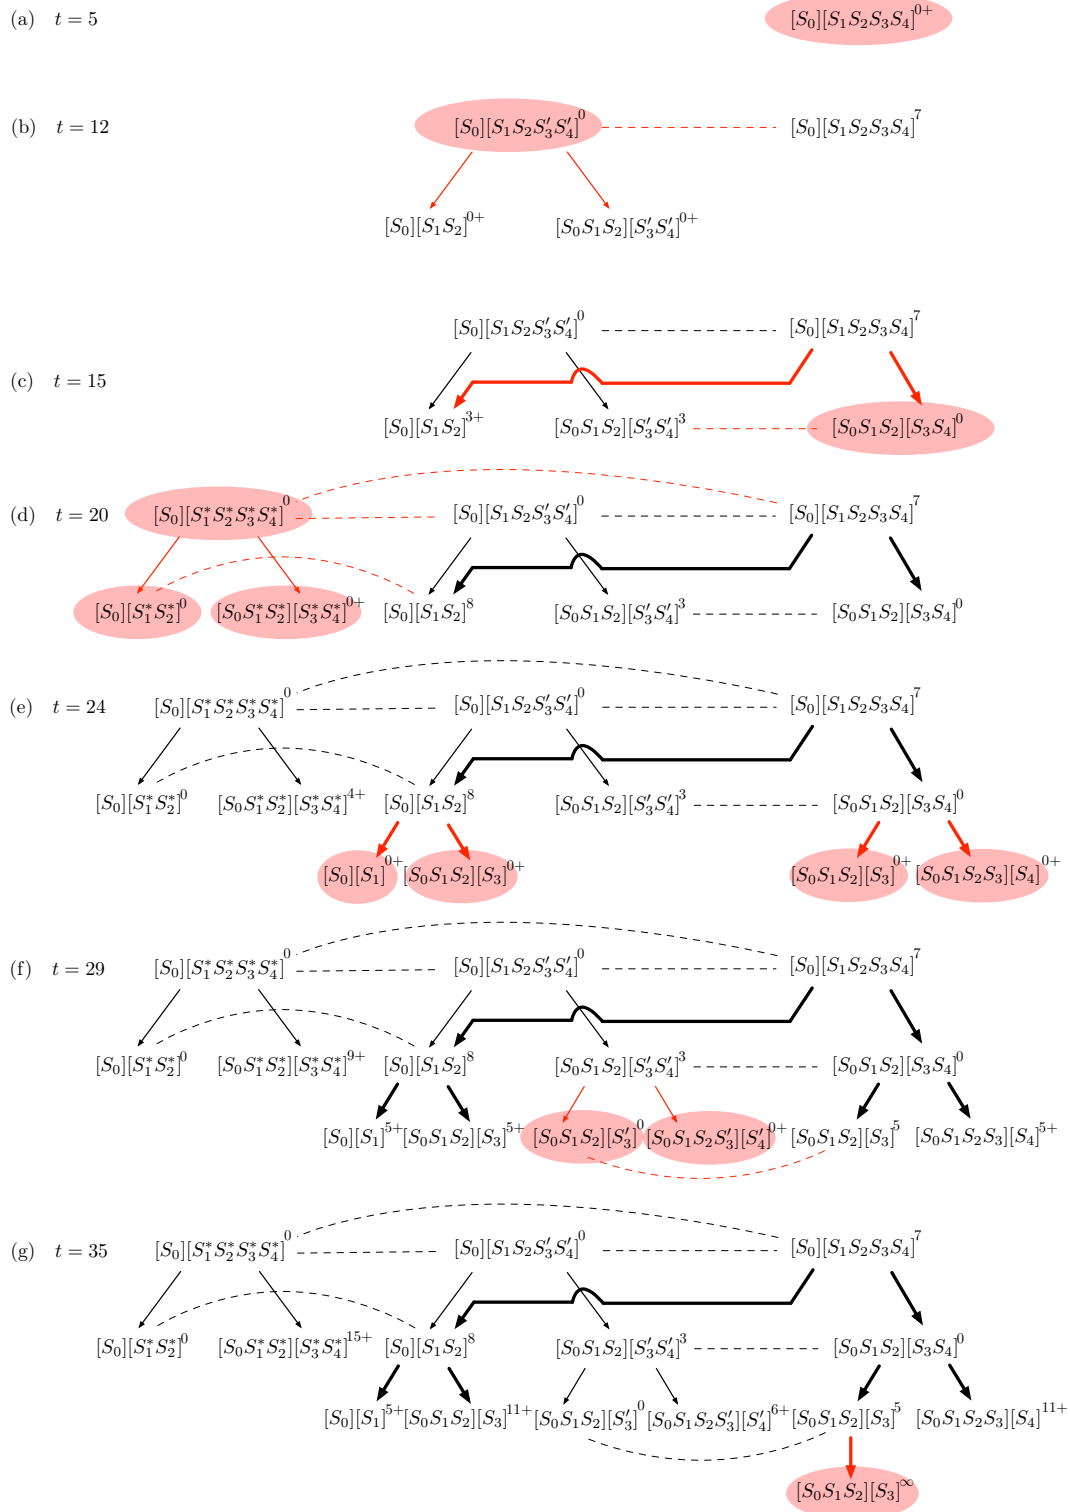 (a) t = 5 [S₀][S₁S₂S₃S₄]⁰⁺
(b) t = 12 [S₀][S₁S₂S′₃S′₄]⁰ [S₀][S₁S₂S₃S₄]⁷
[S₀][S₁S₂]⁰⁺ [S₀S₁S₂][S′₃S′₄]⁰⁺
[S₀][S₁S₂S′₃S′₄]⁰ [S₀][S₁S₂S₃S₄]⁷
(c) t = 15
[S₀][S₁S₂]³⁺ [S₀S₁S₂][S′₃S′₄]³ [S₀S₁S₂][S₃S₄]⁰
(d) t = 20 [S₀][S*₁S*₂S*₃S*₄]⁰ [S₀][S₁S₂S′₃S′₄]⁰ [S₀][S₁S₂S₃S₄]⁷
[S₀][S*₁S*₂]⁰ [S₀S*₁S*₂][S*₃S*₄]⁰⁺ [S₀][S₁S₂]⁸ [S₀S₁S₂][S′₃S′₄]³ [S₀S₁S₂][S₃S₄]⁰
(e) t = 24 [S₀][S*₁S*₂S*₃S*₄]⁰ [S₀][S₁S₂S′₃S′₄]⁰ [S₀][S₁S₂S₃S₄]⁷
[S₀][S*₁S*₂]⁰ [S₀S*₁S*₂][S*₃S*₄]⁴⁺ [S₀][S₁S₂]⁸ [S₀S₁S₂][S′₃S′₄]³ [S₀S₁S₂][S₃S₄]⁰
[S₀][S₁]⁰⁺ [S₀S₁S₂][S₃]⁰⁺ [S₀S₁S₂][S₃]⁰⁺ [S₀S₁S₂S₃][S₄]⁰⁺
(f) t = 29 [S₀][S*₁S*₂S*₃S*₄]⁰ [S₀][S₁S₂S′₃S′₄]⁰ [S₀][S₁S₂S₃S₄]⁷
[S₀][S*₁S*₂]⁰ [S₀S*₁S*₂][S*₃S*₄]⁹⁺ [S₀][S₁S₂]⁸ [S₀S₁S₂][S′₃S′₄]³ [S₀S₁S₂][S₃S₄]⁰
[S₀][S₁]⁵⁺ [S₀S₁S₂][S₃]⁵⁺ [S₀S₁S₂][S′₃]⁰ [S₀S₁S₂S′₃][S′₄]⁰⁺ [S₀S₁S₂][S₃]⁵ [S₀S₁S₂S₃][S₄]⁵⁺
(g) t = 35 [S₀][S*₁S*₂S*₃S*₄]⁰ [S₀][S₁S₂S′₃S′₄]⁰ [S₀][S₁S₂S₃S₄]⁷
[S₀][S*₁S*₂]⁰ [S₀S*₁S*₂][S*₃S*₄]¹⁵⁺ [S₀][S₁S₂]⁸ [S₀S₁S₂][S′₃S′₄]³ [S₀S₁S₂][S₃S₄]⁰
[S₀][S₁]⁵⁺ [S₀S₁S₂][S₃]¹¹⁺ [S₀S₁S₂][S′₃]⁰ [S₀S₁S₂S′₃][S′₄]⁶⁺ [S₀S₁S₂][S₃]⁵ [S₀S₁S₂S₃][S₄]¹¹⁺
[S₀S₁S₂][S₃]^∞